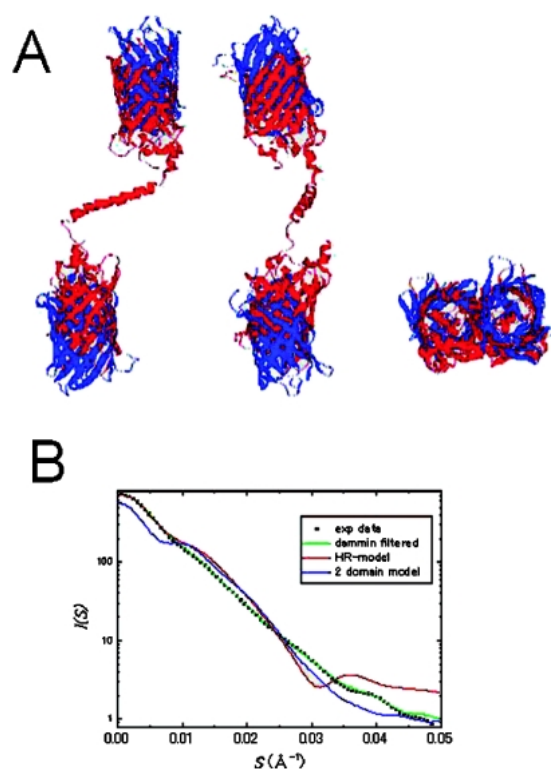 A
B
I(S)
100
10
1
exp data
dammin filtered
HR-model
2 domain model
0.00 0.01 0.02 0.03 0.04 0.05
S (Å⁻¹)